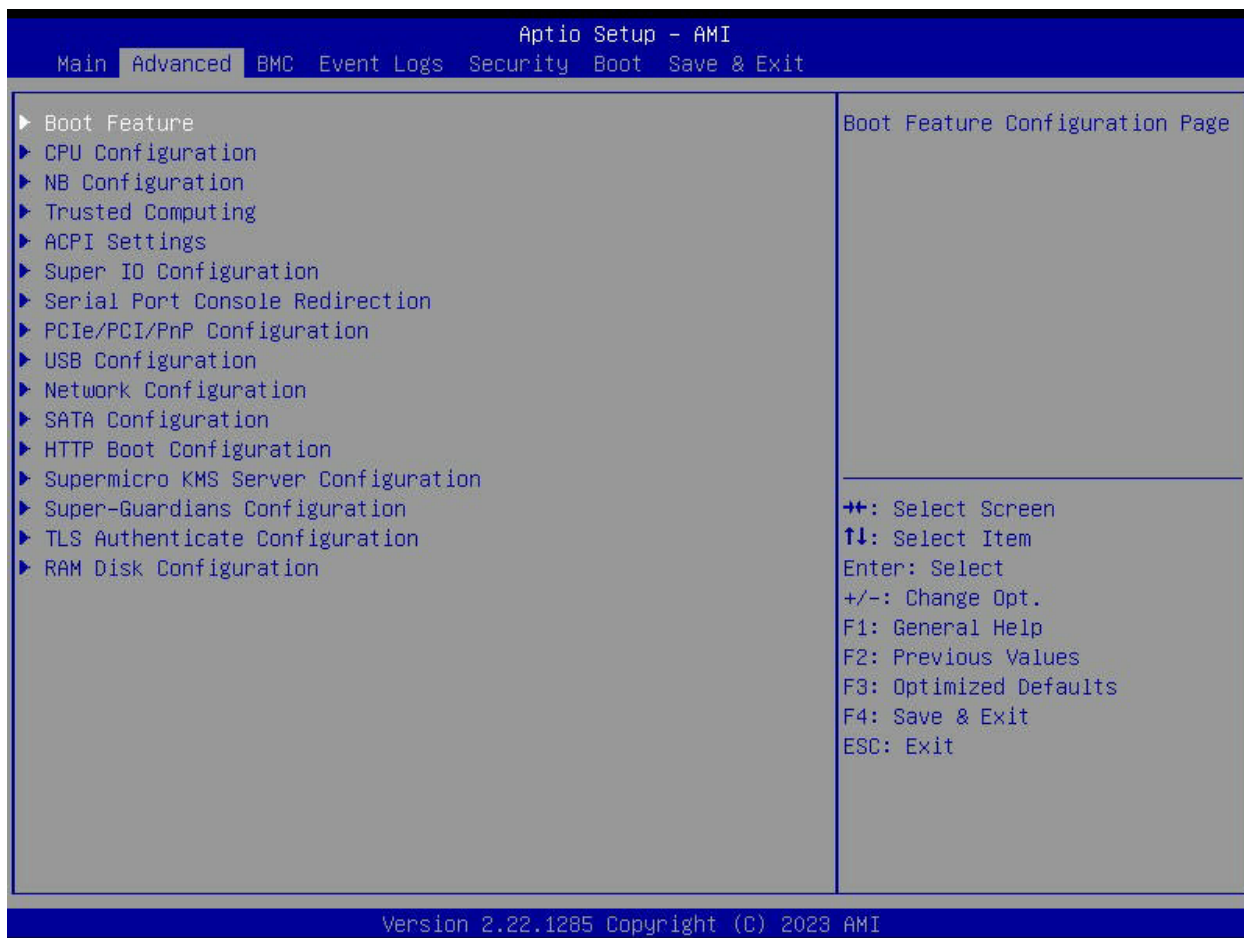 Aptio Setup – AMI
Main Advanced BMC Event Logs Security Boot Save & Exit
▶ Boot Feature
▶ CPU Configuration
▶ NB Configuration
▶ Trusted Computing
▶ ACPI Settings
▶ Super IO Configuration
▶ Serial Port Console Redirection
▶ PCIe/PCI/PnP Configuration
▶ USB Configuration
▶ Network Configuration
▶ SATA Configuration
▶ HTTP Boot Configuration
▶ Supermicro KMS Server Configuration
▶ Super-Guardians Configuration
▶ TLS Authenticate Configuration
▶ RAM Disk Configuration
Boot Feature Configuration Page
→←: Select Screen
↑↓: Select Item
Enter: Select
+/-: Change Opt.
F1: General Help
F2: Previous Values
F3: Optimized Defaults
F4: Save & Exit
ESC: Exit
Version 2.22.1285 Copyright (C) 2023 AMI